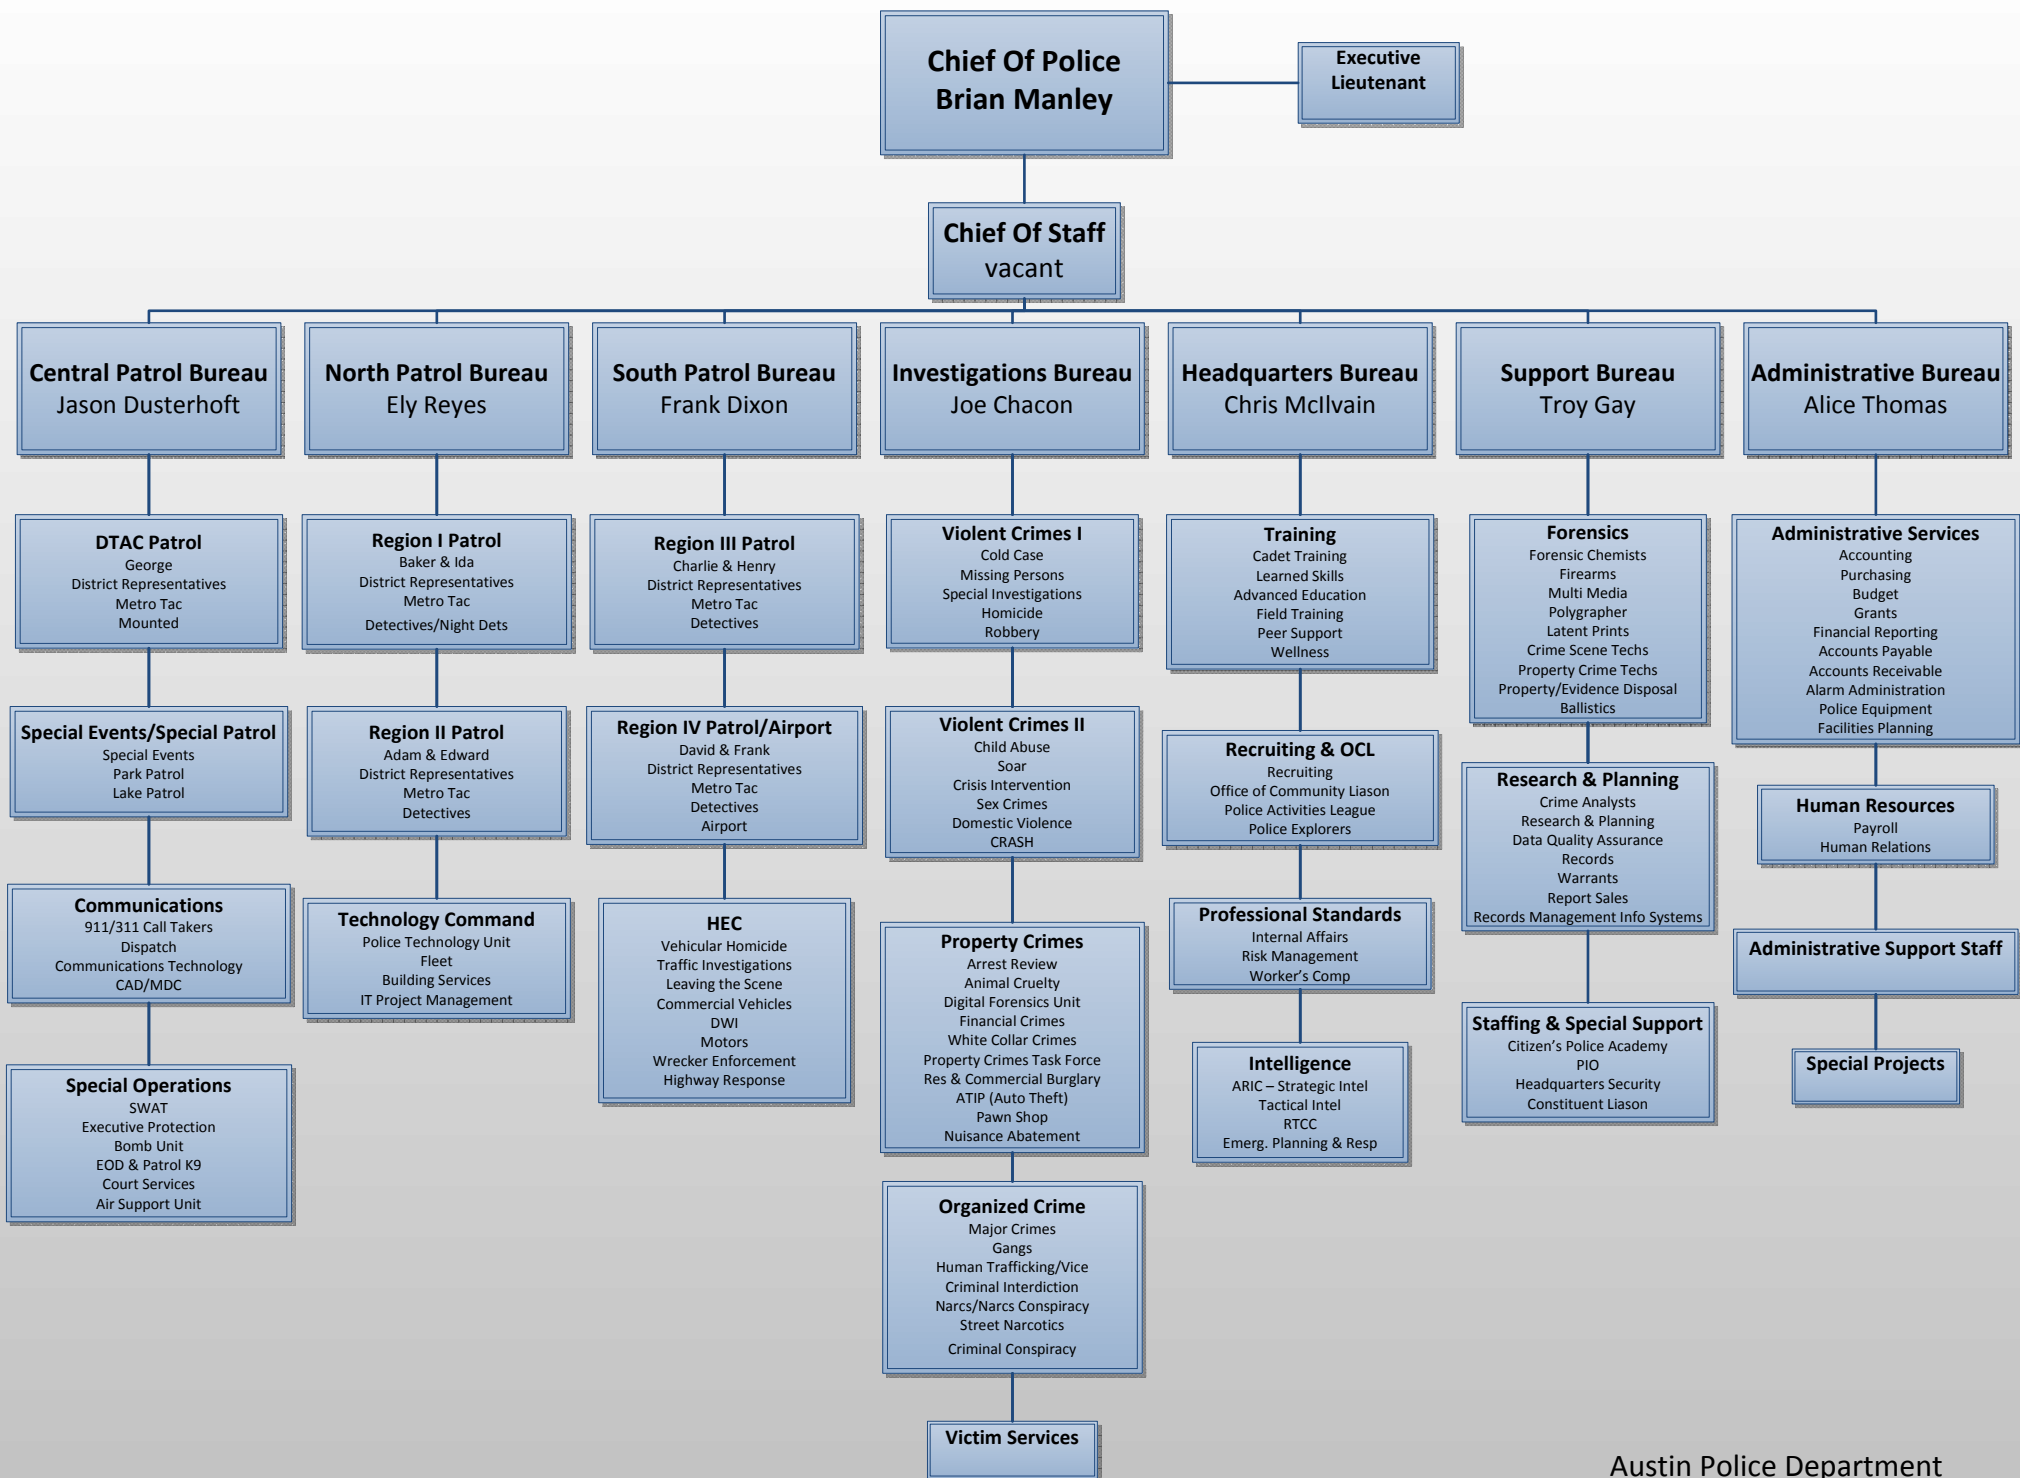 Chief Of Police
Brian Manley
Executive
Lieutenant
Chief Of Staff
vacant
Central Patrol Bureau
Jason Dusterhoft
North Patrol Bureau
Ely Reyes
South Patrol Bureau
Frank Dixon
Investigations Bureau
Joe Chacon
Headquarters Bureau
Chris McIlvain
Support Bureau
Troy Gay
Administrative Bureau
Alice Thomas
DTAC Patrol
George
District Representatives
Metro Tac
Mounted
Special Events/Special Patrol
Special Events
Park Patrol
Lake Patrol
Communications
911/311 Call Takers
Dispatch
Communications Technology
CAD/MDC
Special Operations
SWAT
Executive Protection
Bomb Unit
EOD & Patrol K9
Court Services
Air Support Unit
Region I Patrol
Baker & Ida
District Representatives
Metro Tac
Detectives/Night Dets
Region II Patrol
Adam & Edward
District Representatives
Metro Tac
Detectives
Technology Command
Police Technology Unit
Fleet
Building Services
IT Project Management
Region III Patrol
Charlie & Henry
District Representatives
Metro Tac
Detectives
Region IV Patrol/Airport
David & Frank
District Representatives
Metro Tac
Detectives
Airport
HEC
Vehicular Homicide
Traffic Investigations
Leaving the Scene
Commercial Vehicles
DWI
Motors
Wrecker Enforcement
Highway Response
Violent Crimes I
Cold Case
Missing Persons
Special Investigations
Homicide
Robbery
Violent Crimes II
Child Abuse
Soar
Crisis Intervention
Sex Crimes
Domestic Violence
CRASH
Property Crimes
Arrest Review
Animal Cruelty
Digital Forensics Unit
Financial Crimes
White Collar Crimes
Property Crimes Task Force
Res & Commercial Burglary
ATIP (Auto Theft)
Pawn Shop
Nuisance Abatement
Organized Crime
Major Crimes
Gangs
Human Trafficking/Vice
Criminal Interdiction
Narcs/Narcs Conspiracy
Street Narcotics
Criminal Conspiracy
Victim Services
Training
Cadet Training
Learned Skills
Advanced Education
Field Training
Peer Support
Wellness
Recruiting & OCL
Recruiting
Office of Community Liason
Police Activities League
Police Explorers
Professional Standards
Internal Affairs
Risk Management
Worker's Comp
Intelligence
ARIC – Strategic Intel
Tactical Intel
RTCC
Emerg. Planning & Resp
Forensics
Forensic Chemists
Firearms
Multi Media
Polygrapher
Latent Prints
Crime Scene Techs
Property Crime Techs
Property/Evidence Disposal
Ballistics
Research & Planning
Crime Analysts
Research & Planning
Data Quality Assurance
Records
Warrants
Report Sales
Records Management Info Systems
Staffing & Special Support
Citizen's Police Academy
PIO
Headquarters Security
Constituent Liason
Administrative Services
Accounting
Purchasing
Budget
Grants
Financial Reporting
Accounts Payable
Accounts Receivable
Alarm Administration
Police Equipment
Facilities Planning
Human Resources
Payroll
Human Relations
Administrative Support Staff
Special Projects
Austin Police Department